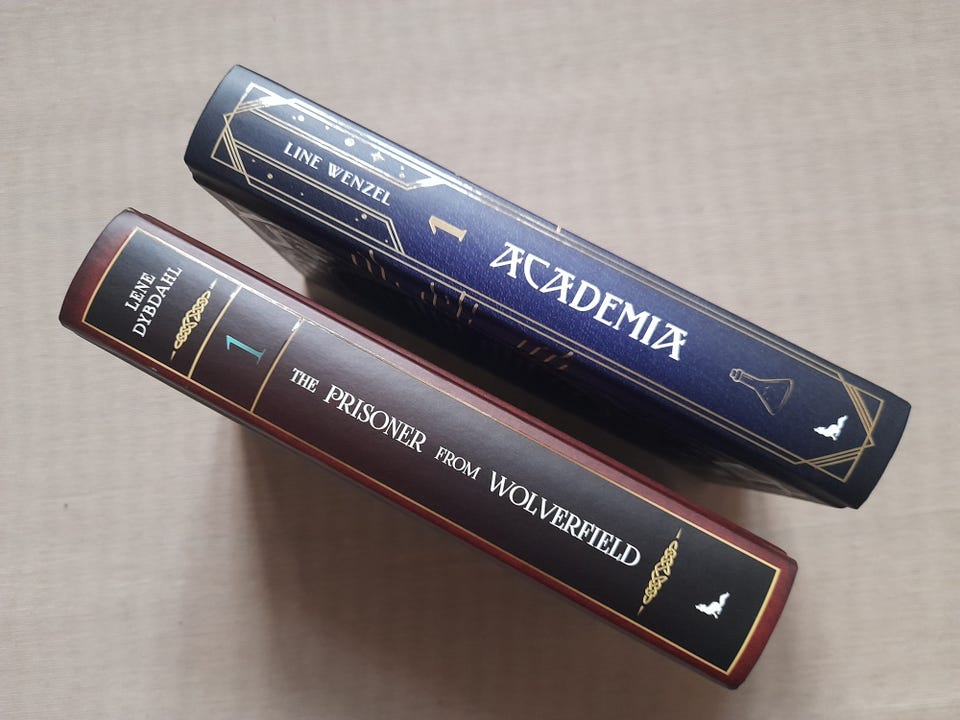 LINE WENZEL
1
ACADEMIA
LENE
DYBDAHL
1
THE PRISONER FROM WOLVERFIELD